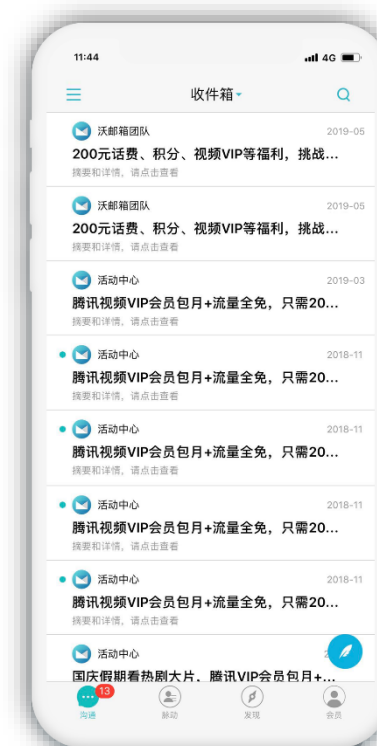 11:44
4G
收件箱
沃邮箱团队 2019-05
200元话费、积分、视频VIP等福利，挑战...
摘要和详情，请点击查看
沃邮箱团队 2019-05
200元话费、积分、视频VIP等福利，挑战...
摘要和详情，请点击查看
活动中心 2019-03
腾讯视频VIP会员包月+流量全免，只需20...
摘要和详情，请点击查看
活动中心 2018-11
腾讯视频VIP会员包月+流量全免，只需20...
摘要和详情，请点击查看
活动中心 2018-11
腾讯视频VIP会员包月+流量全免，只需20...
摘要和详情，请点击查看
活动中心 2018-11
腾讯视频VIP会员包月+流量全免，只需20...
摘要和详情，请点击查看
活动中心 2018-11
腾讯视频VIP会员包月+流量全免，只需20...
摘要和详情，请点击查看
活动中心
国庆假期看热剧大片，腾讯VIP会员包月+...
13
沟通 脉动 发现 会员